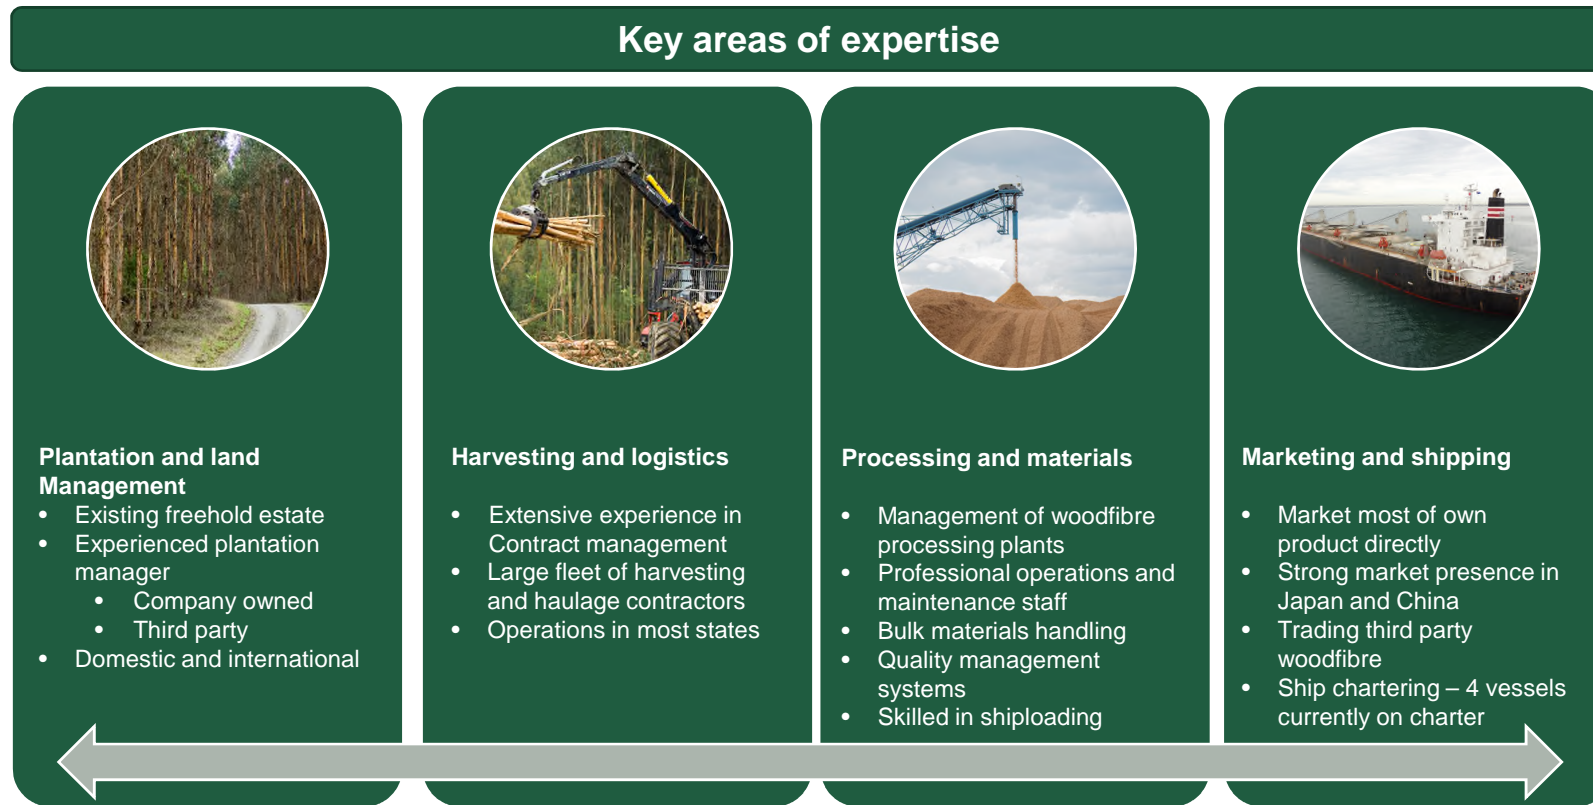 Key areas of expertise
Plantation and land
Management
• Existing freehold estate
• Experienced plantation
manager
• Company owned
• Third party
• Domestic and international
Harvesting and logistics
• Extensive experience in
Contract management
• Large fleet of harvesting
and haulage contractors
• Operations in most states
Processing and materials
• Management of woodfibre
processing plants
• Professional operations and
maintenance staff
• Bulk materials handling
• Quality management
systems
• Skilled in shiploading
Marketing and shipping
• Market most of own
product directly
• Strong market presence in
Japan and China
• Trading third party
woodfibre
• Ship chartering – 4 vessels
currently on charter